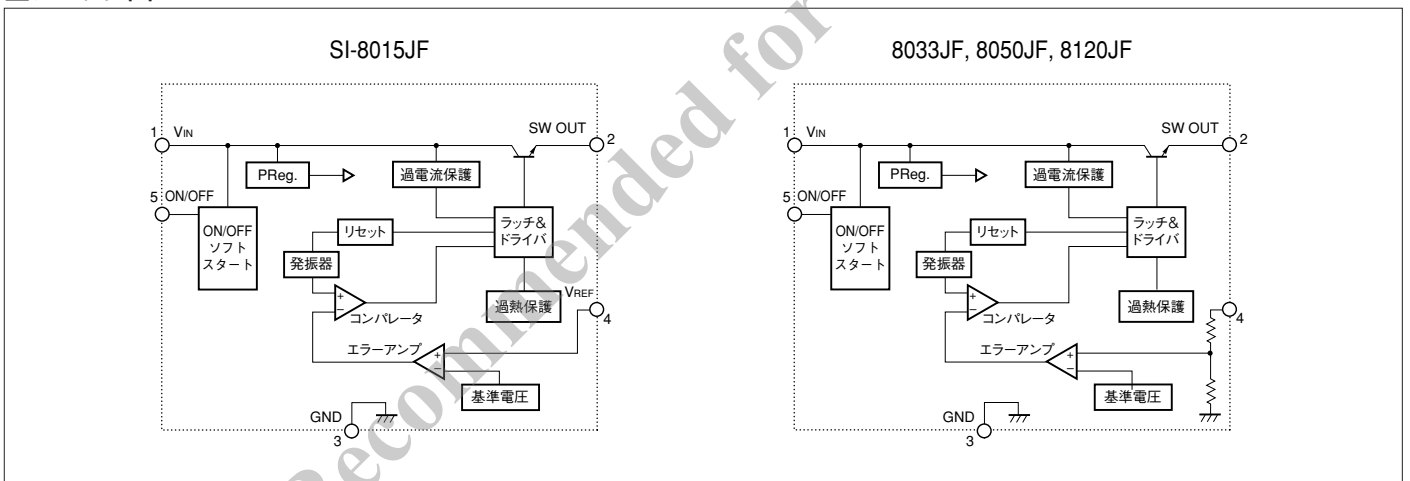 SI-8015JF
1 VIN
SW OUT 2
PReg.
過電流保護
5 ON/OFF
ON/OFF
ソフト
スタート
リセット
ラッチ&
ドライバ
発振器
+
−
コンパレータ
過熱保護
VREF
4
エラーアンプ
+
−
基準電圧
GND
3
8033JF, 8050JF, 8120JF
1 VIN
SW OUT 2
PReg.
過電流保護
5 ON/OFF
ON/OFF
ソフト
スタート
リセット
ラッチ&
ドライバ
発振器
+
−
コンパレータ
過熱保護
4
エラーアンプ
+
−
基準電圧
GND
3
Recommended for